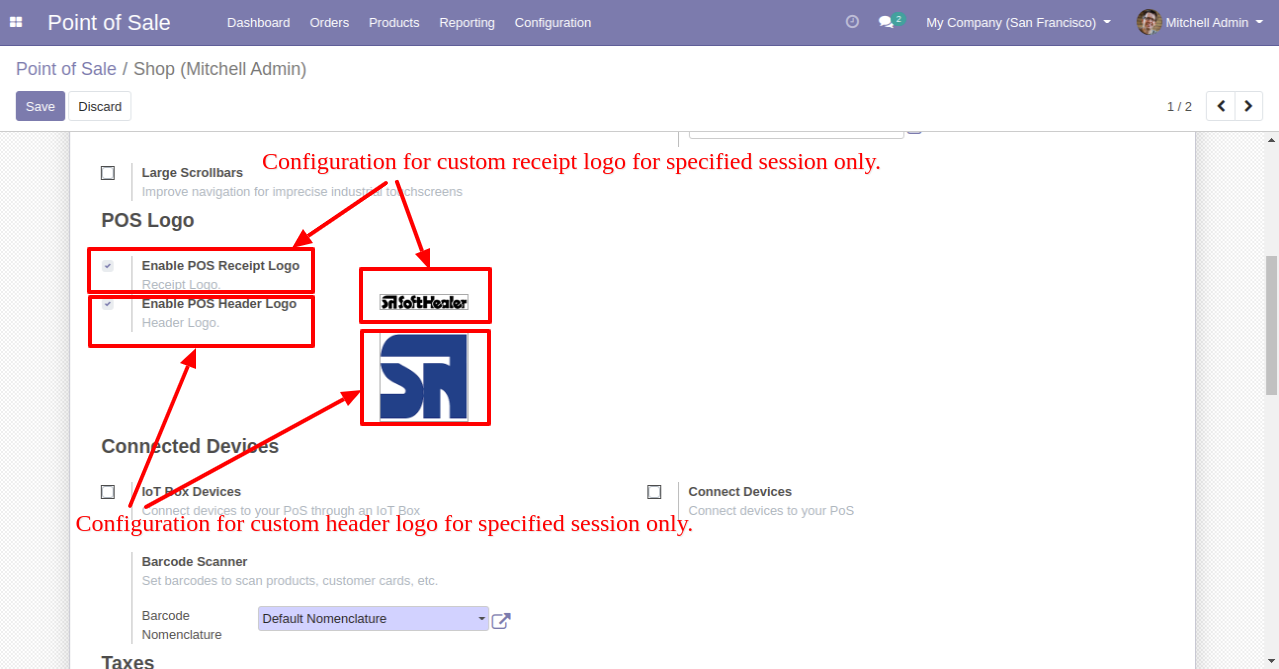 Point of Sale Dashboard Orders Products Reporting Configuration 2 My Company (San Francisco) Mitchell Admin
Point of Sale / Shop (Mitchell Admin)
Save Discard 1 / 2
Configuration for custom receipt logo for specified session only.
Large Scrollbars
Improve navigation for imprecise industrial touchscreens
POS Logo
Enable POS Receipt Logo
Receipt Logo.
SoftHealer
Enable POS Header Logo
Header Logo.
Connected Devices
IoT Box Devices Connect Devices
Connect devices to your PoS through an IoT Box Connect devices to your PoS
Configuration for custom header logo for specified session only.
Barcode Scanner
Set barcodes to scan products, customer cards, etc.
Barcode Default Nomenclature
Nomenclature
Taxes